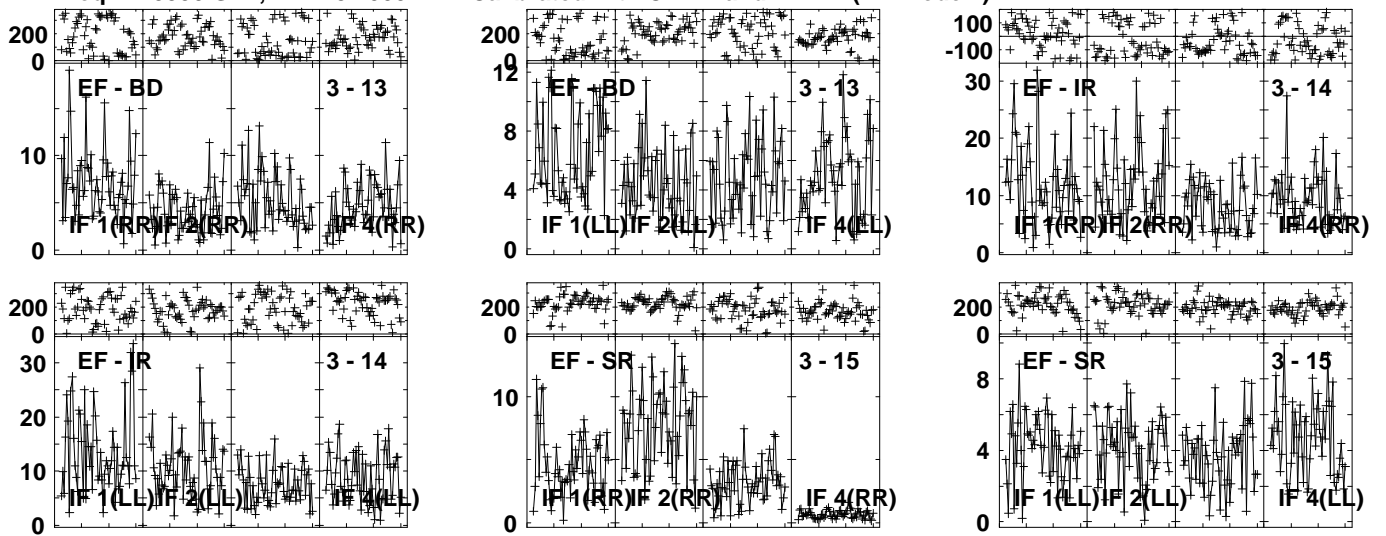 200
0
EF - BD
3 - 13
10
0
IF 1(RR)
IF 2(RR)
IF 4(RR)
200
0
12
8
4
0
EF - BD
3 - 13
IF 1(LL)
IF 2(LL)
IF 4(LL)
100
-100
30
20
10
0
EF - IR
3 - 14
IF 1(RR)
IF 2(RR)
IF 4(RR)
200
0
30
20
10
0
EF - IR
3 - 14
IF 1(LL)
IF 2(LL)
IF 4(LL)
200
0
10
0
EF - SR
3 - 15
IF 1(RR)
IF 2(RR)
IF 4(RR)
200
0
8
4
0
EF - SR
3 - 15
IF 1(LL)
IF 2(LL)
IF 4(LL)